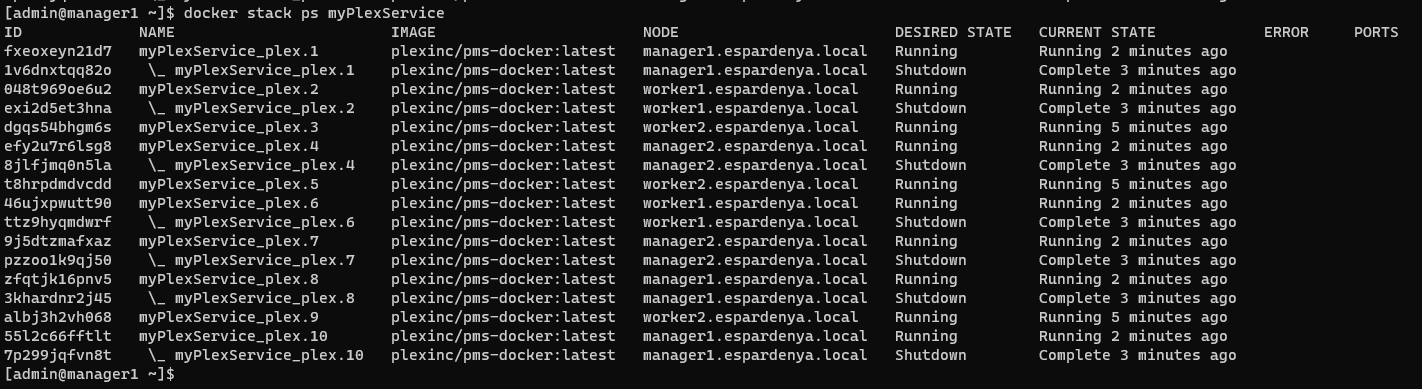 [admin@manager1 ~]$ docker stack ps myPlexService
ID             NAME                      IMAGE                    NODE                        DESIRED STATE   CURRENT STATE            ERROR     PORTS
fxeoxeyn21d7   myPlexService_plex.1      plexinc/pms-docker:latest   manager1.espardenya.local   Running         Running 2 minutes ago
1v6dnxtqq82o    \_ myPlexService_plex.1   plexinc/pms-docker:latest   manager1.espardenya.local   Shutdown        Complete 3 minutes ago
048t969oe6u2   myPlexService_plex.2      plexinc/pms-docker:latest   worker1.espardenya.local    Running         Running 2 minutes ago
exi2d5et3hna    \_ myPlexService_plex.2   plexinc/pms-docker:latest   worker1.espardenya.local    Shutdown        Complete 3 minutes ago
dgqs54bhgm6s   myPlexService_plex.3      plexinc/pms-docker:latest   worker2.espardenya.local    Running         Running 5 minutes ago
efy2u7r6lsg8   myPlexService_plex.4      plexinc/pms-docker:latest   manager2.espardenya.local   Running         Running 2 minutes ago
8jlfjmq0n5la    \_ myPlexService_plex.4   plexinc/pms-docker:latest   manager2.espardenya.local   Shutdown        Complete 3 minutes ago
t8hrpdmdvcdd   myPlexService_plex.5      plexinc/pms-docker:latest   worker2.espardenya.local    Running         Running 5 minutes ago
46ujxpwutt90   myPlexService_plex.6      plexinc/pms-docker:latest   worker1.espardenya.local    Running         Running 2 minutes ago
ttz9hyqmdwrf    \_ myPlexService_plex.6   plexinc/pms-docker:latest   worker1.espardenya.local    Shutdown        Complete 3 minutes ago
9j5dtzmafxaz   myPlexService_plex.7      plexinc/pms-docker:latest   manager2.espardenya.local   Running         Running 2 minutes ago
pzzoo1k9qj50    \_ myPlexService_plex.7   plexinc/pms-docker:latest   manager2.espardenya.local   Shutdown        Complete 3 minutes ago
zfqtjk16pnv5   myPlexService_plex.8      plexinc/pms-docker:latest   manager1.espardenya.local   Running         Running 2 minutes ago
3khardnr2j45    \_ myPlexService_plex.8   plexinc/pms-docker:latest   manager1.espardenya.local   Shutdown        Complete 3 minutes ago
albj3h2vh068   myPlexService_plex.9      plexinc/pms-docker:latest   worker2.espardenya.local    Running         Running 5 minutes ago
55l2c66fftlt   myPlexService_plex.10     plexinc/pms-docker:latest   manager1.espardenya.local   Running         Running 2 minutes ago
7p299jqfvn8t    \_ myPlexService_plex.10  plexinc/pms-docker:latest   manager1.espardenya.local   Shutdown        Complete 3 minutes ago
[admin@manager1 ~]$